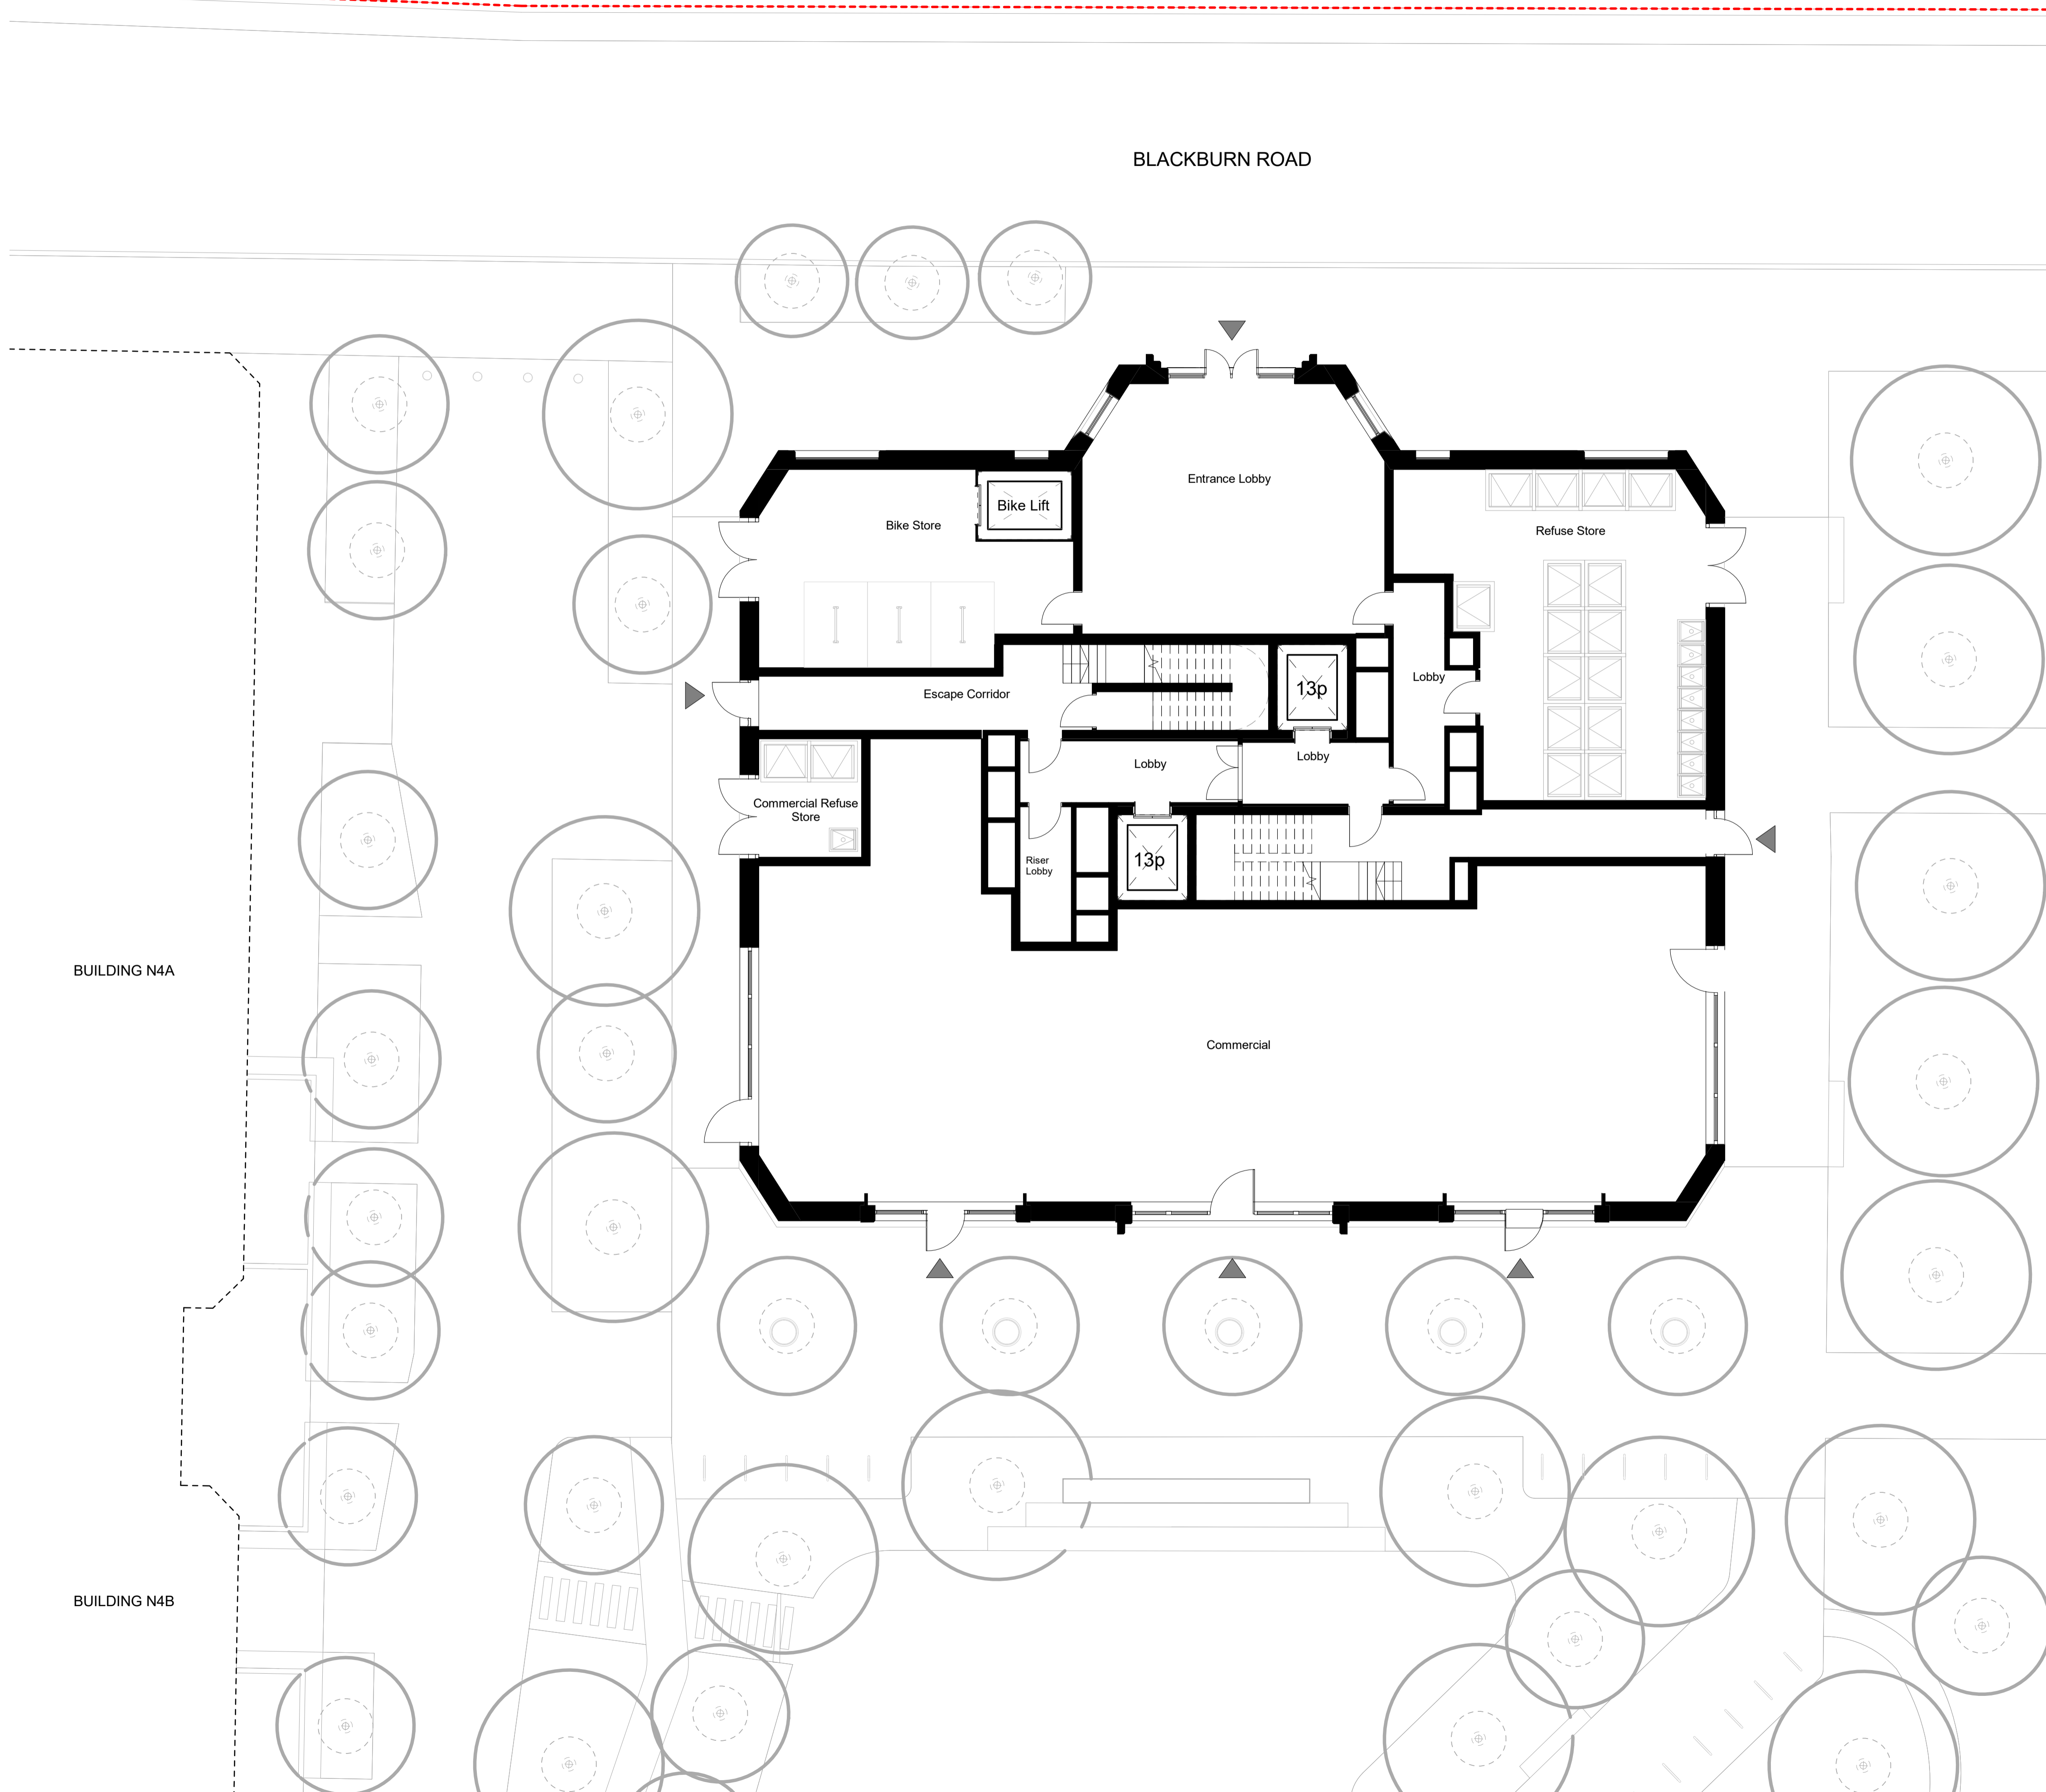 BLACKBURN ROAD
Entrance Lobby
Bike Lift
Bike Store
Refuse Store
Lobby
13p
Escape Corridor
Lobby
Lobby
Commercial Refuse
Store
13p
Riser
Lobby
BUILDING N4A
Commercial
BUILDING N4B